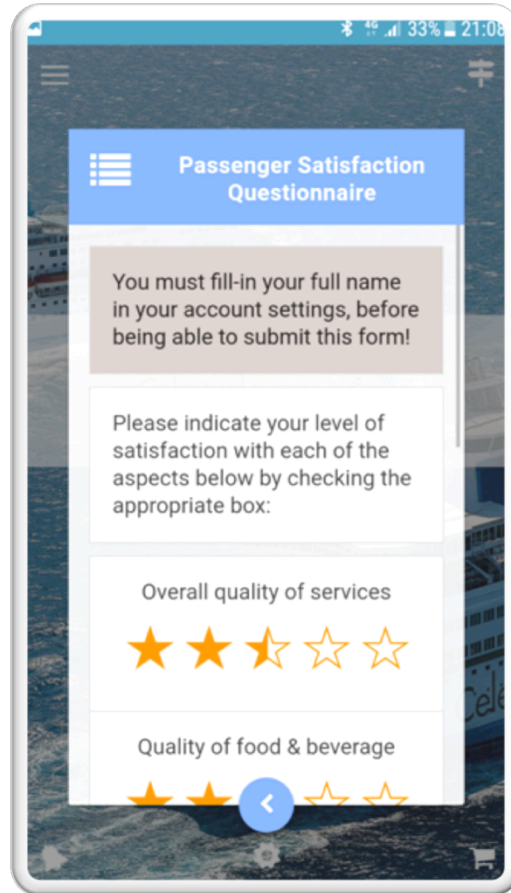 4G 33% 21:08
Passenger Satisfaction
Questionnaire
You must fill-in your full name
in your account settings, before
being able to submit this form!
Please indicate your level of
satisfaction with each of the
aspects below by checking the
appropriate box:
Overall quality of services
Quality of food & beverage
Cele